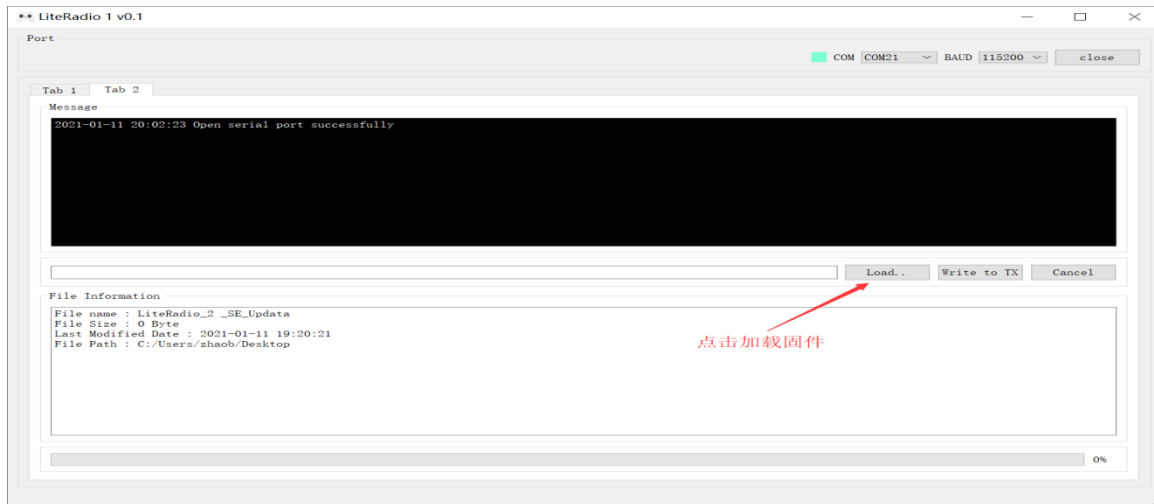 LiteRadio 1 v0.1
Port
COM COM21 BAUD 115200 close
Tab 1 Tab 2
Message
2021-01-11 20:02:23 Open serial port successfully
Load.. Write to TX Cancel
File Information
File name : LiteRadio_2 _SE_Updata
File Size : 0 Byte
Last Modified Date : 2021-01-11 19:20:21
File Path : C:/Users/zhaob/Desktop
点击加载固件
0%